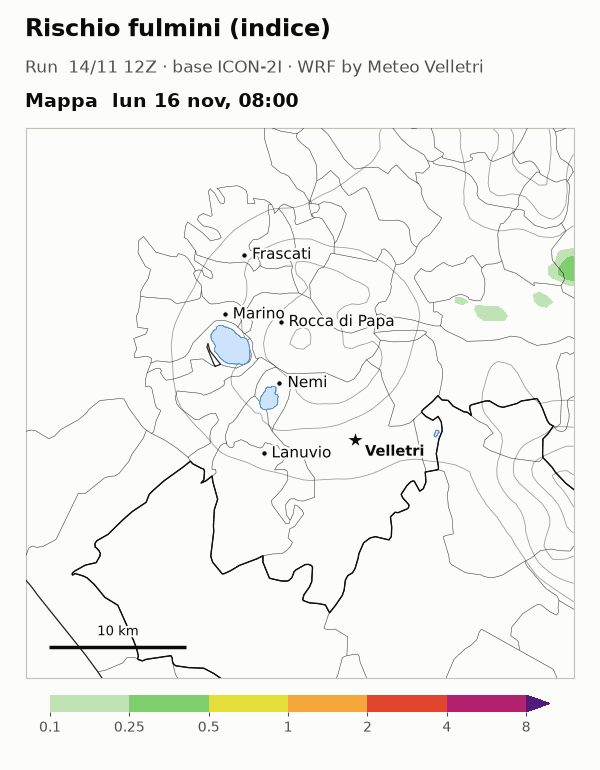 Rischio fulmini (indice)
Run  14/11 12Z · base ICON-2I · WRF by Meteo Velletri
Mappa  lun 16 nov, 08:00
Frascati
Marino
Rocca di Papa
Nemi
Velletri
Lanuvio
10 km
0.1 0.25 0.5 1 2 4 8